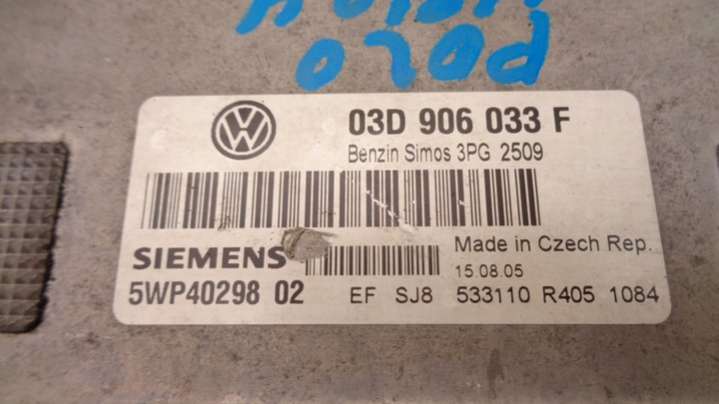 POLO
03D 906 033 F
Benzin Simos 3PG 2509
SIEMENS
Made in Czech Rep.
15.08.05
5WP40298 02 EF SJ8 533110 R405 1084